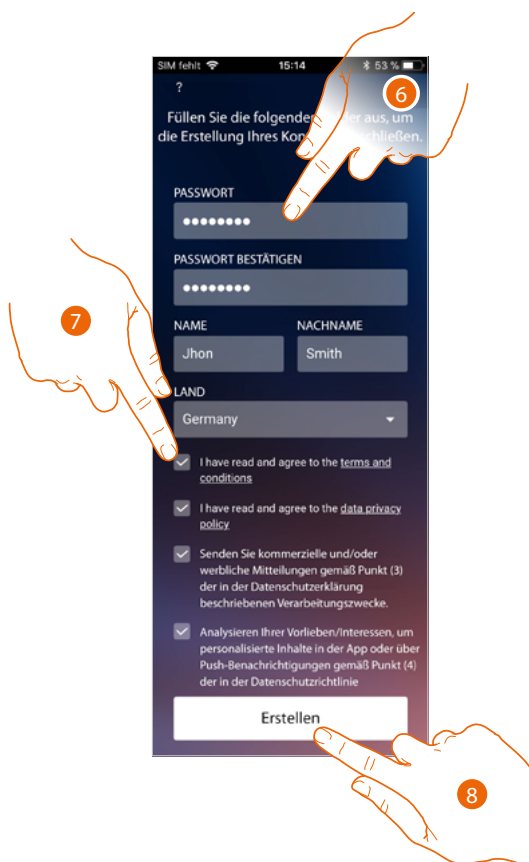 SIM fehlt 15:14 53 %
?
6
Füllen Sie die folgenden aus, um
die Erstellung Ihres
PASSWORT
PASSWORT BESTÄTIGEN
7
NAME NACHNAME
Jhon Smith
LAND
Germany
I have read and agree to the terms and
conditions
I have read and agree to the data privacy
policy
Senden Sie kommerzielle und/oder
werbliche Mitteilungen gemäß Punkt (3)
der in der Datenschutzerklärung
beschriebenen Verarbeitungszwecke.
Analysieren Ihrer Vorlieben/Interessen, um
personalisierte Inhalte in der App oder über
Push-Benachrichtigungen gemäß Punkt (4)
der in der Datenschutzrichtlinie
Erstellen
8